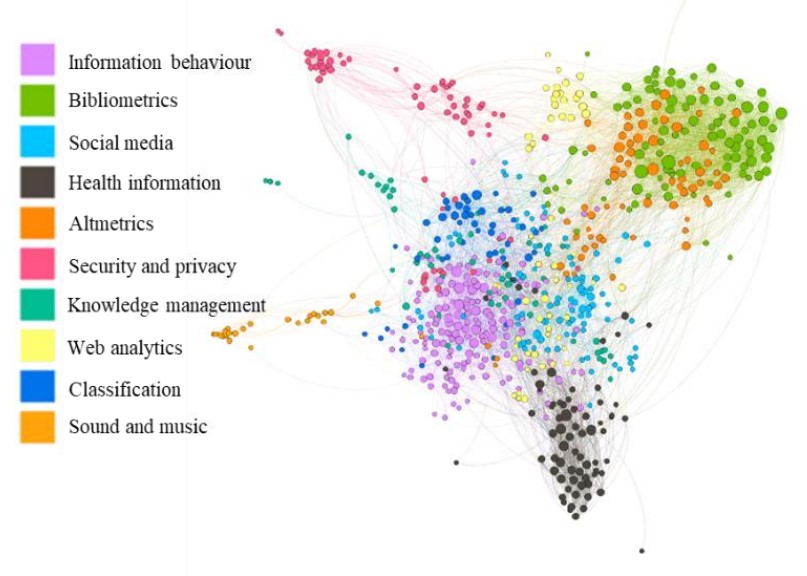 Information behaviour
Bibliometrics
Social media
Health information
Altmetrics
Security and privacy
Knowledge management
Web analytics
Classification
Sound and music